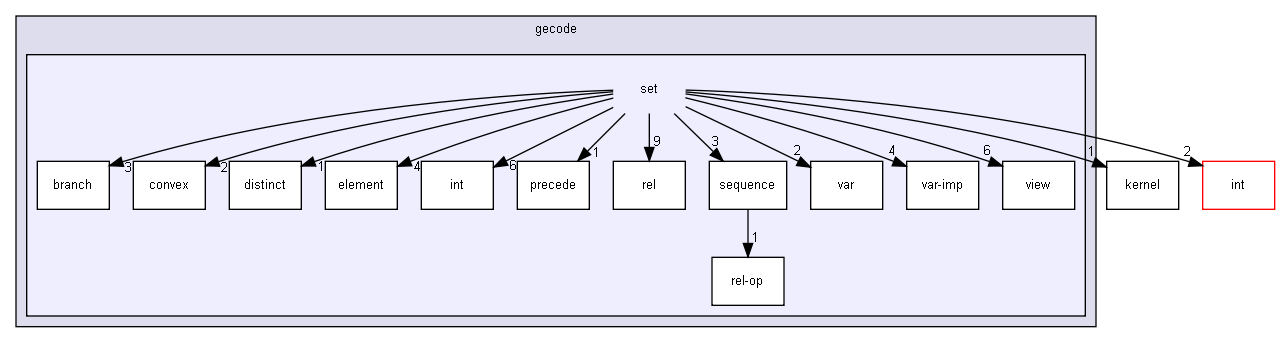 gecode
set
3
2
1
4
6
1
9
3
2
4
6
1
2
branch
convex
distinct
element
int
precede
rel
sequence
var
var-imp
view
kernel
int
1
rel-op